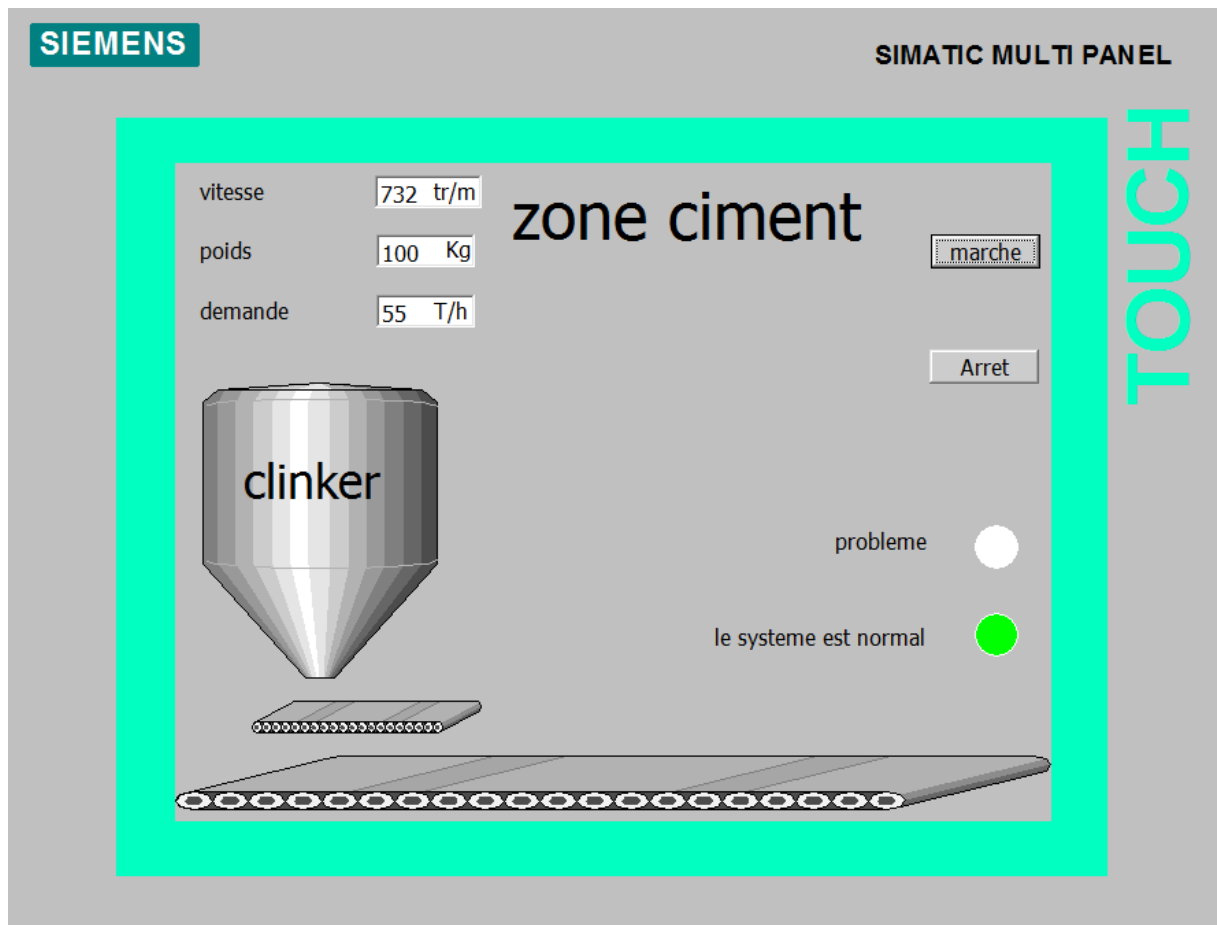 SIEMENS
SIMATIC MULTI PANEL
TOUCH
vitesse 732 tr/m
zone ciment
poids 100 Kg
marche
demande 55 T/h
Arret
clinker
probleme
le systeme est normal